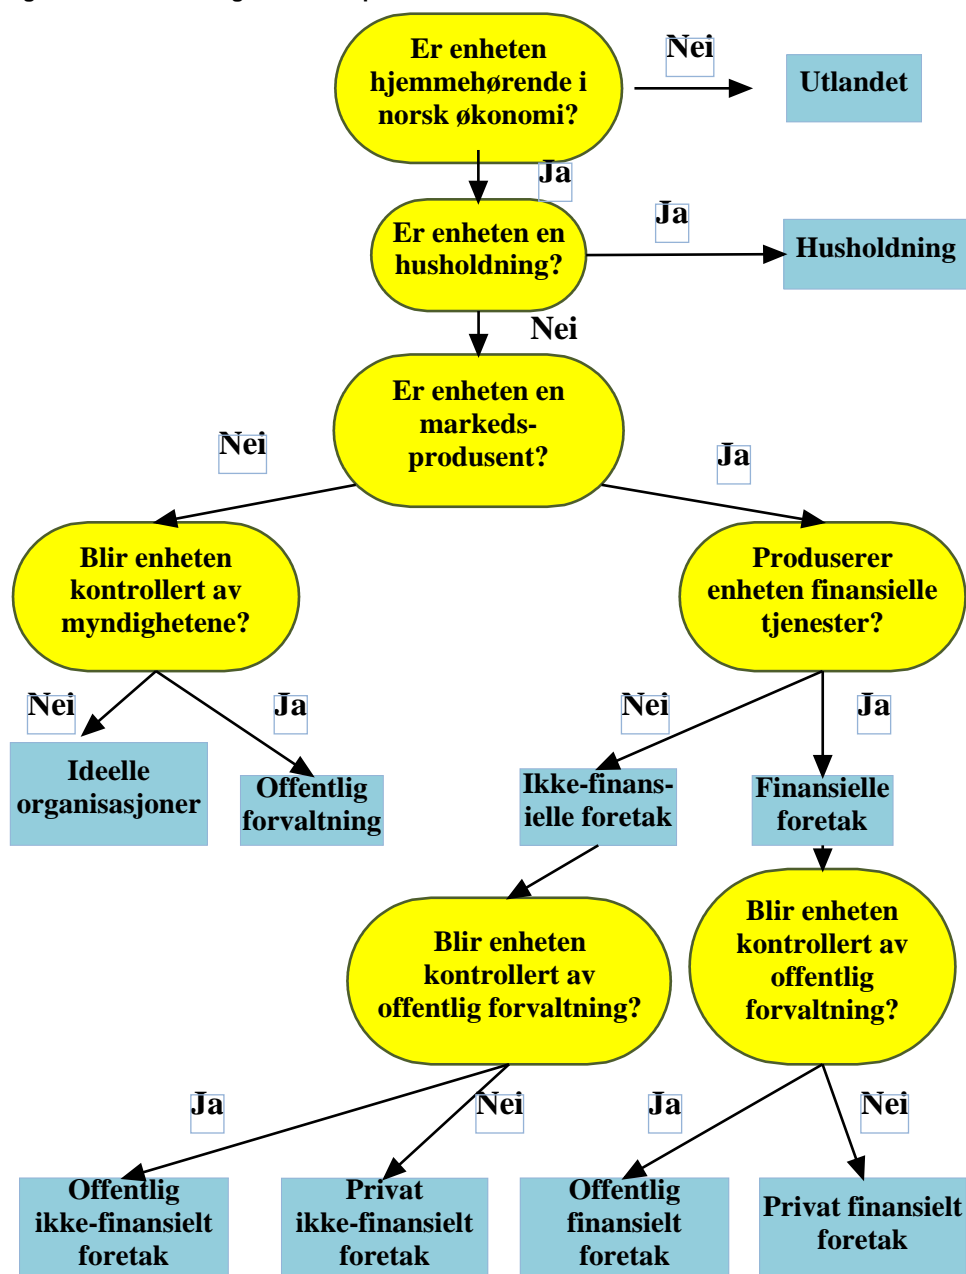 Er enheten
hjemmehørende i
norsk økonomi?
Nei
Utlandet
Ja
Er enheten en
husholdning?
Ja
Husholdning
Nei
Er enheten en
markeds-
produsent?
Nei
Ja
Blir enheten
kontrollert av
myndighetene?
Produserer
enheten finansielle
tjenester?
Nei
Ja
Nei
Ja
Ideelle
organisasjoner
Offentlig
forvaltning
Ikke-finans-
ielle foretak
Finansielle
foretak
Blir enheten
kontrollert av
offentlig forvaltning?
Blir enheten
kontrollert av
offentlig
forvaltning?
Ja
Nei
Ja
Nei
Offentlig
ikke-finansielt
foretak
Privat
ikke-finansielt
foretak
Offentlig
finansielt
foretak
Privat finansielt
foretak